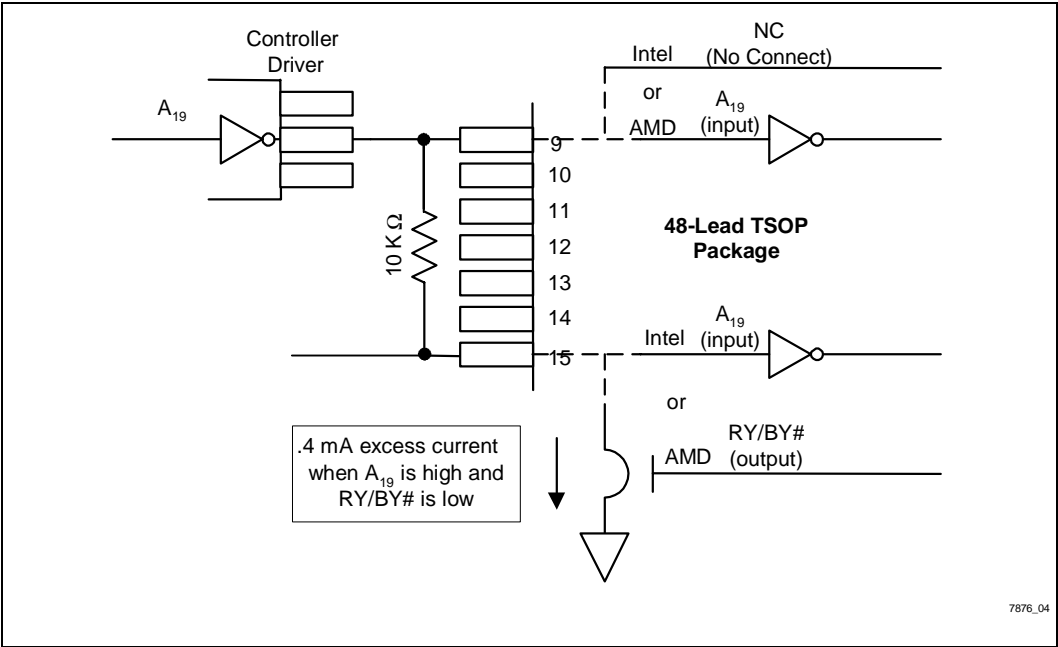 Controller
Driver
A19
10 K Ω
9
10
11
12
13
14
15
NC
Intel (No Connect)
or
A19
AMD (input)
48-Lead TSOP
Package
A19
Intel (input)
or
RY/BY#
AMD (output)
.4 mA excess current
when A19 is high and
RY/BY# is low
7876_04